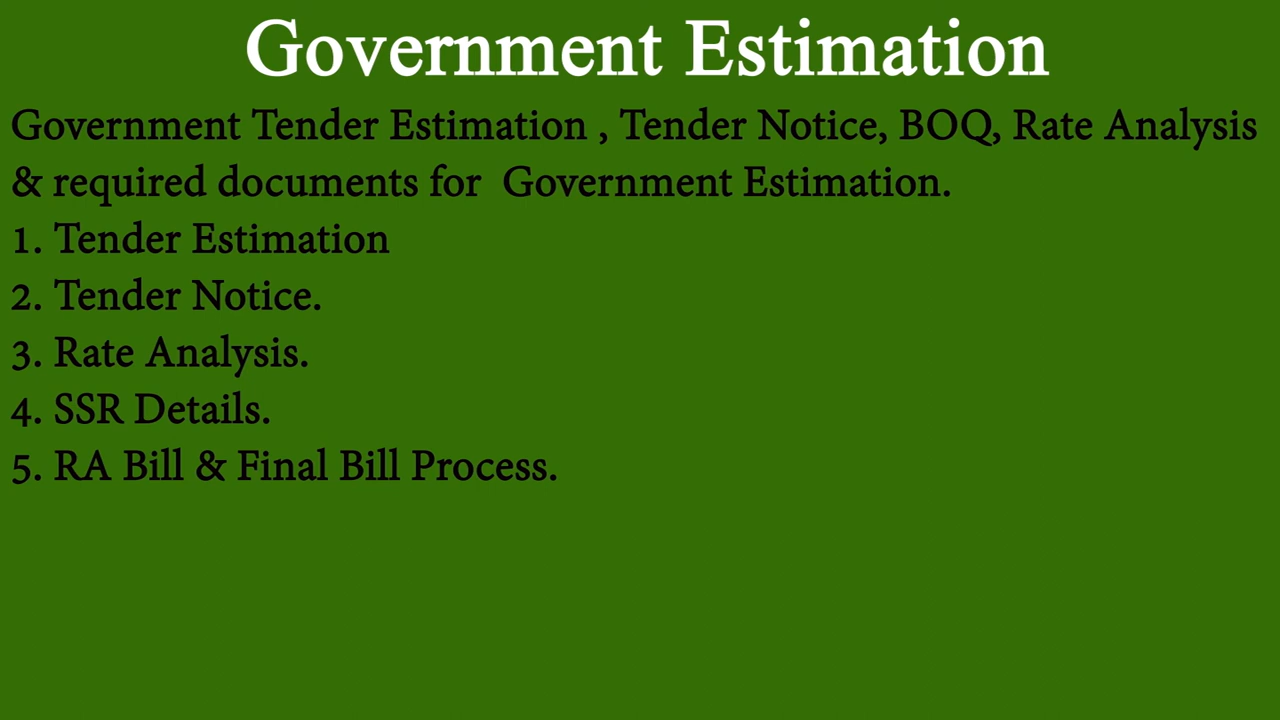 Government Estimation
Government Tender Estimation , Tender Notice, BOQ, Rate Analysis
& required documents for  Government Estimation.
1. Tender Estimation
2. Tender Notice.
3. Rate Analysis.
4. SSR Details.
5. RA Bill & Final Bill Process.